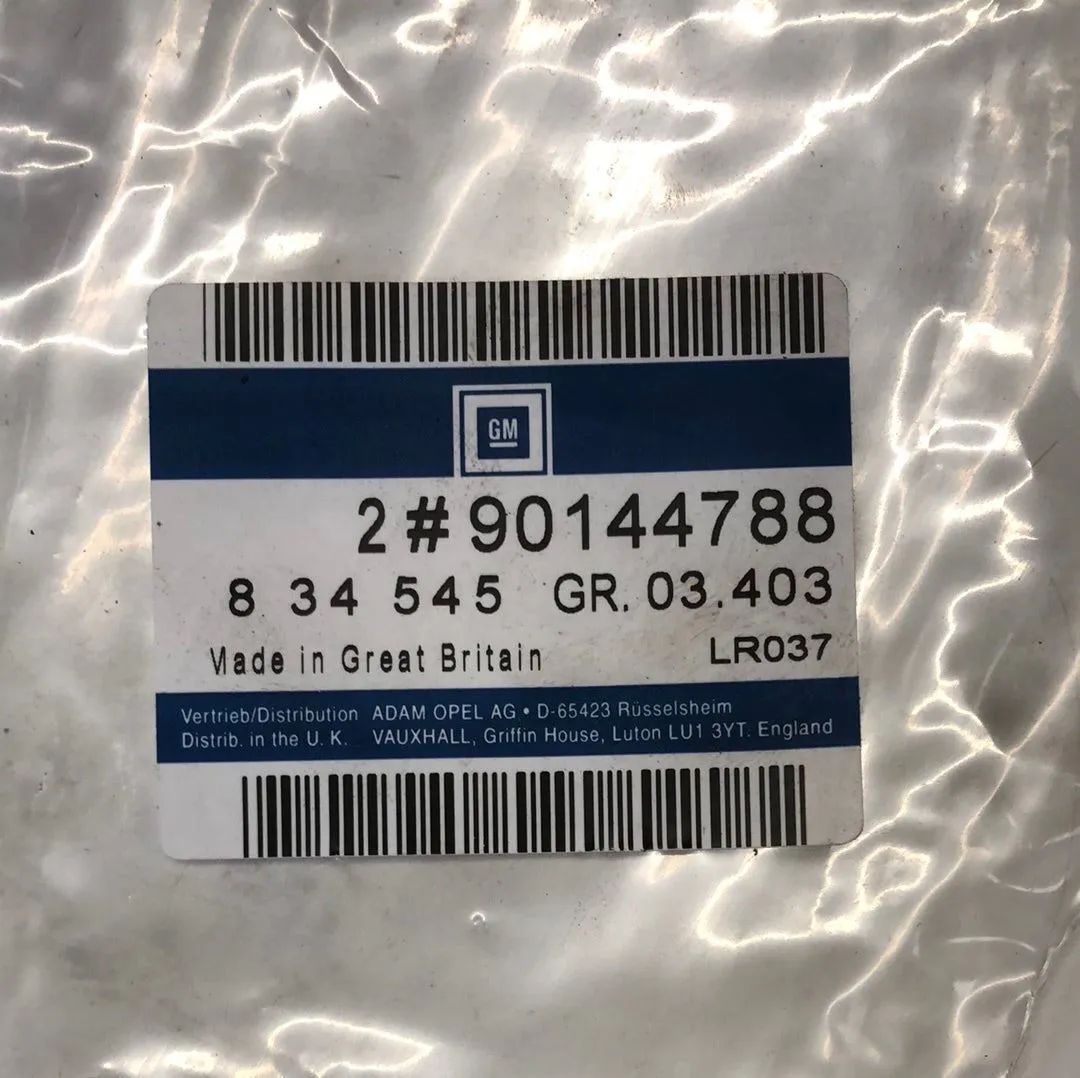 GM
2#90144788
8 34 545 GR. 03.403
Made in Great Britain LR037
Vertrieb/Distribution ADAM OPEL AG • D-65423 Rüsselsheim
Distrib. in the U. K. VAUXHALL, Griffin House, Luton LU1 3YT. England